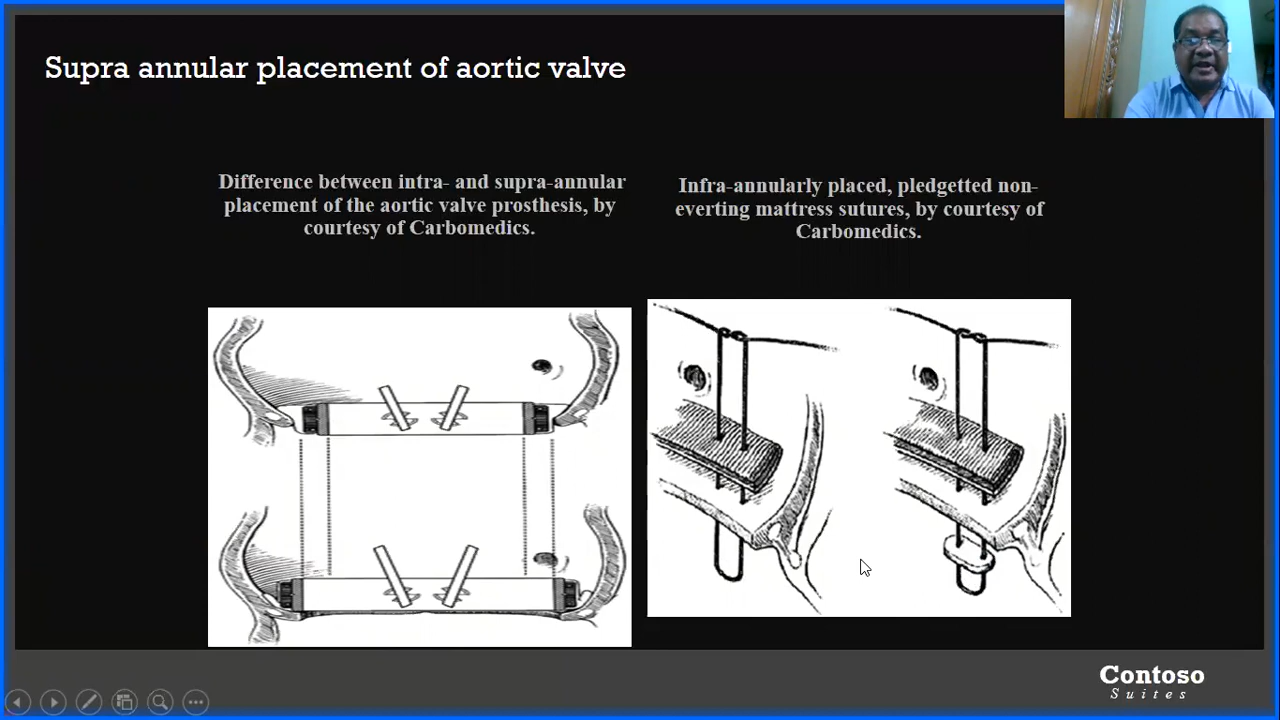 Supra annular placement of aortic valve
Difference between intra- and supra-annular
placement of the aortic valve prosthesis, by
courtesy of Carbomedics.
Infra-annularly placed, pledgetted non-
everting mattress sutures, by courtesy of
Carbomedics.
Contoso
Suites